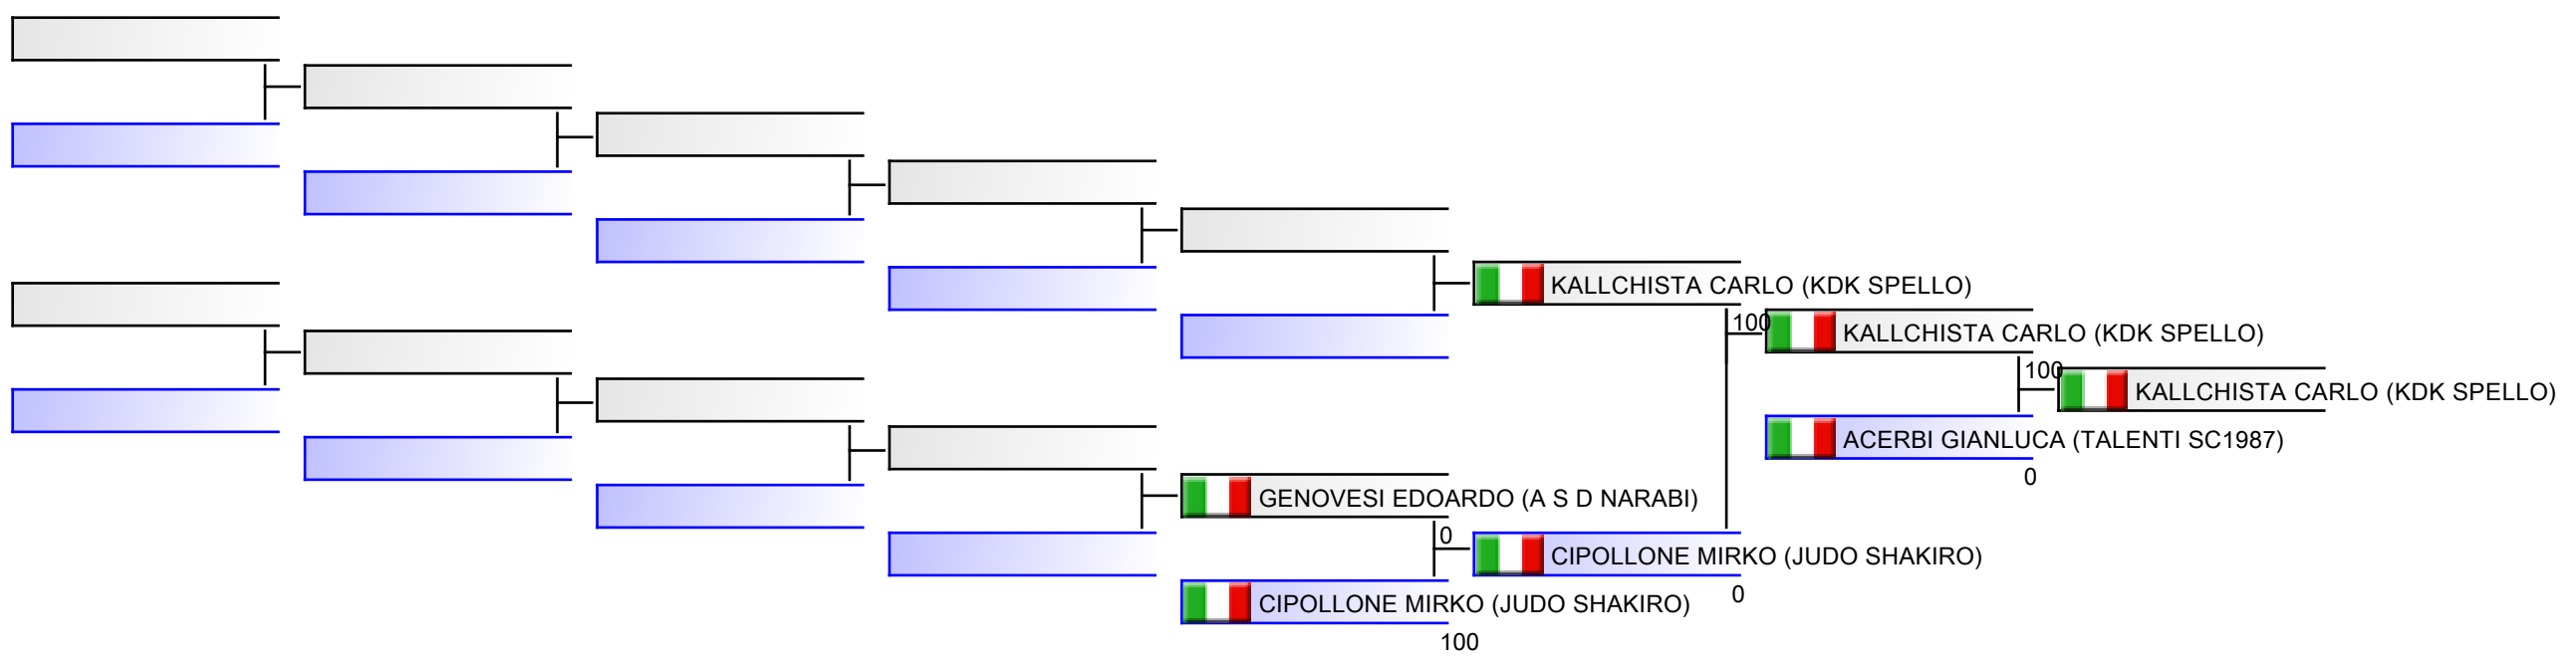 KALLCHISTA CARLO (KDK SPELLO)
100
KALLCHISTA CARLO (KDK SPELLO)
100
KALLCHISTA CARLO (KDK SPELLO)
ACERBI GIANLUCA (TALENTI SC1987)
0
GENOVESI EDOARDO (A S D NARABI)
0
CIPOLLONE MIRKO (JUDO SHAKIRO)
0
CIPOLLONE MIRKO (JUDO SHAKIRO)
100